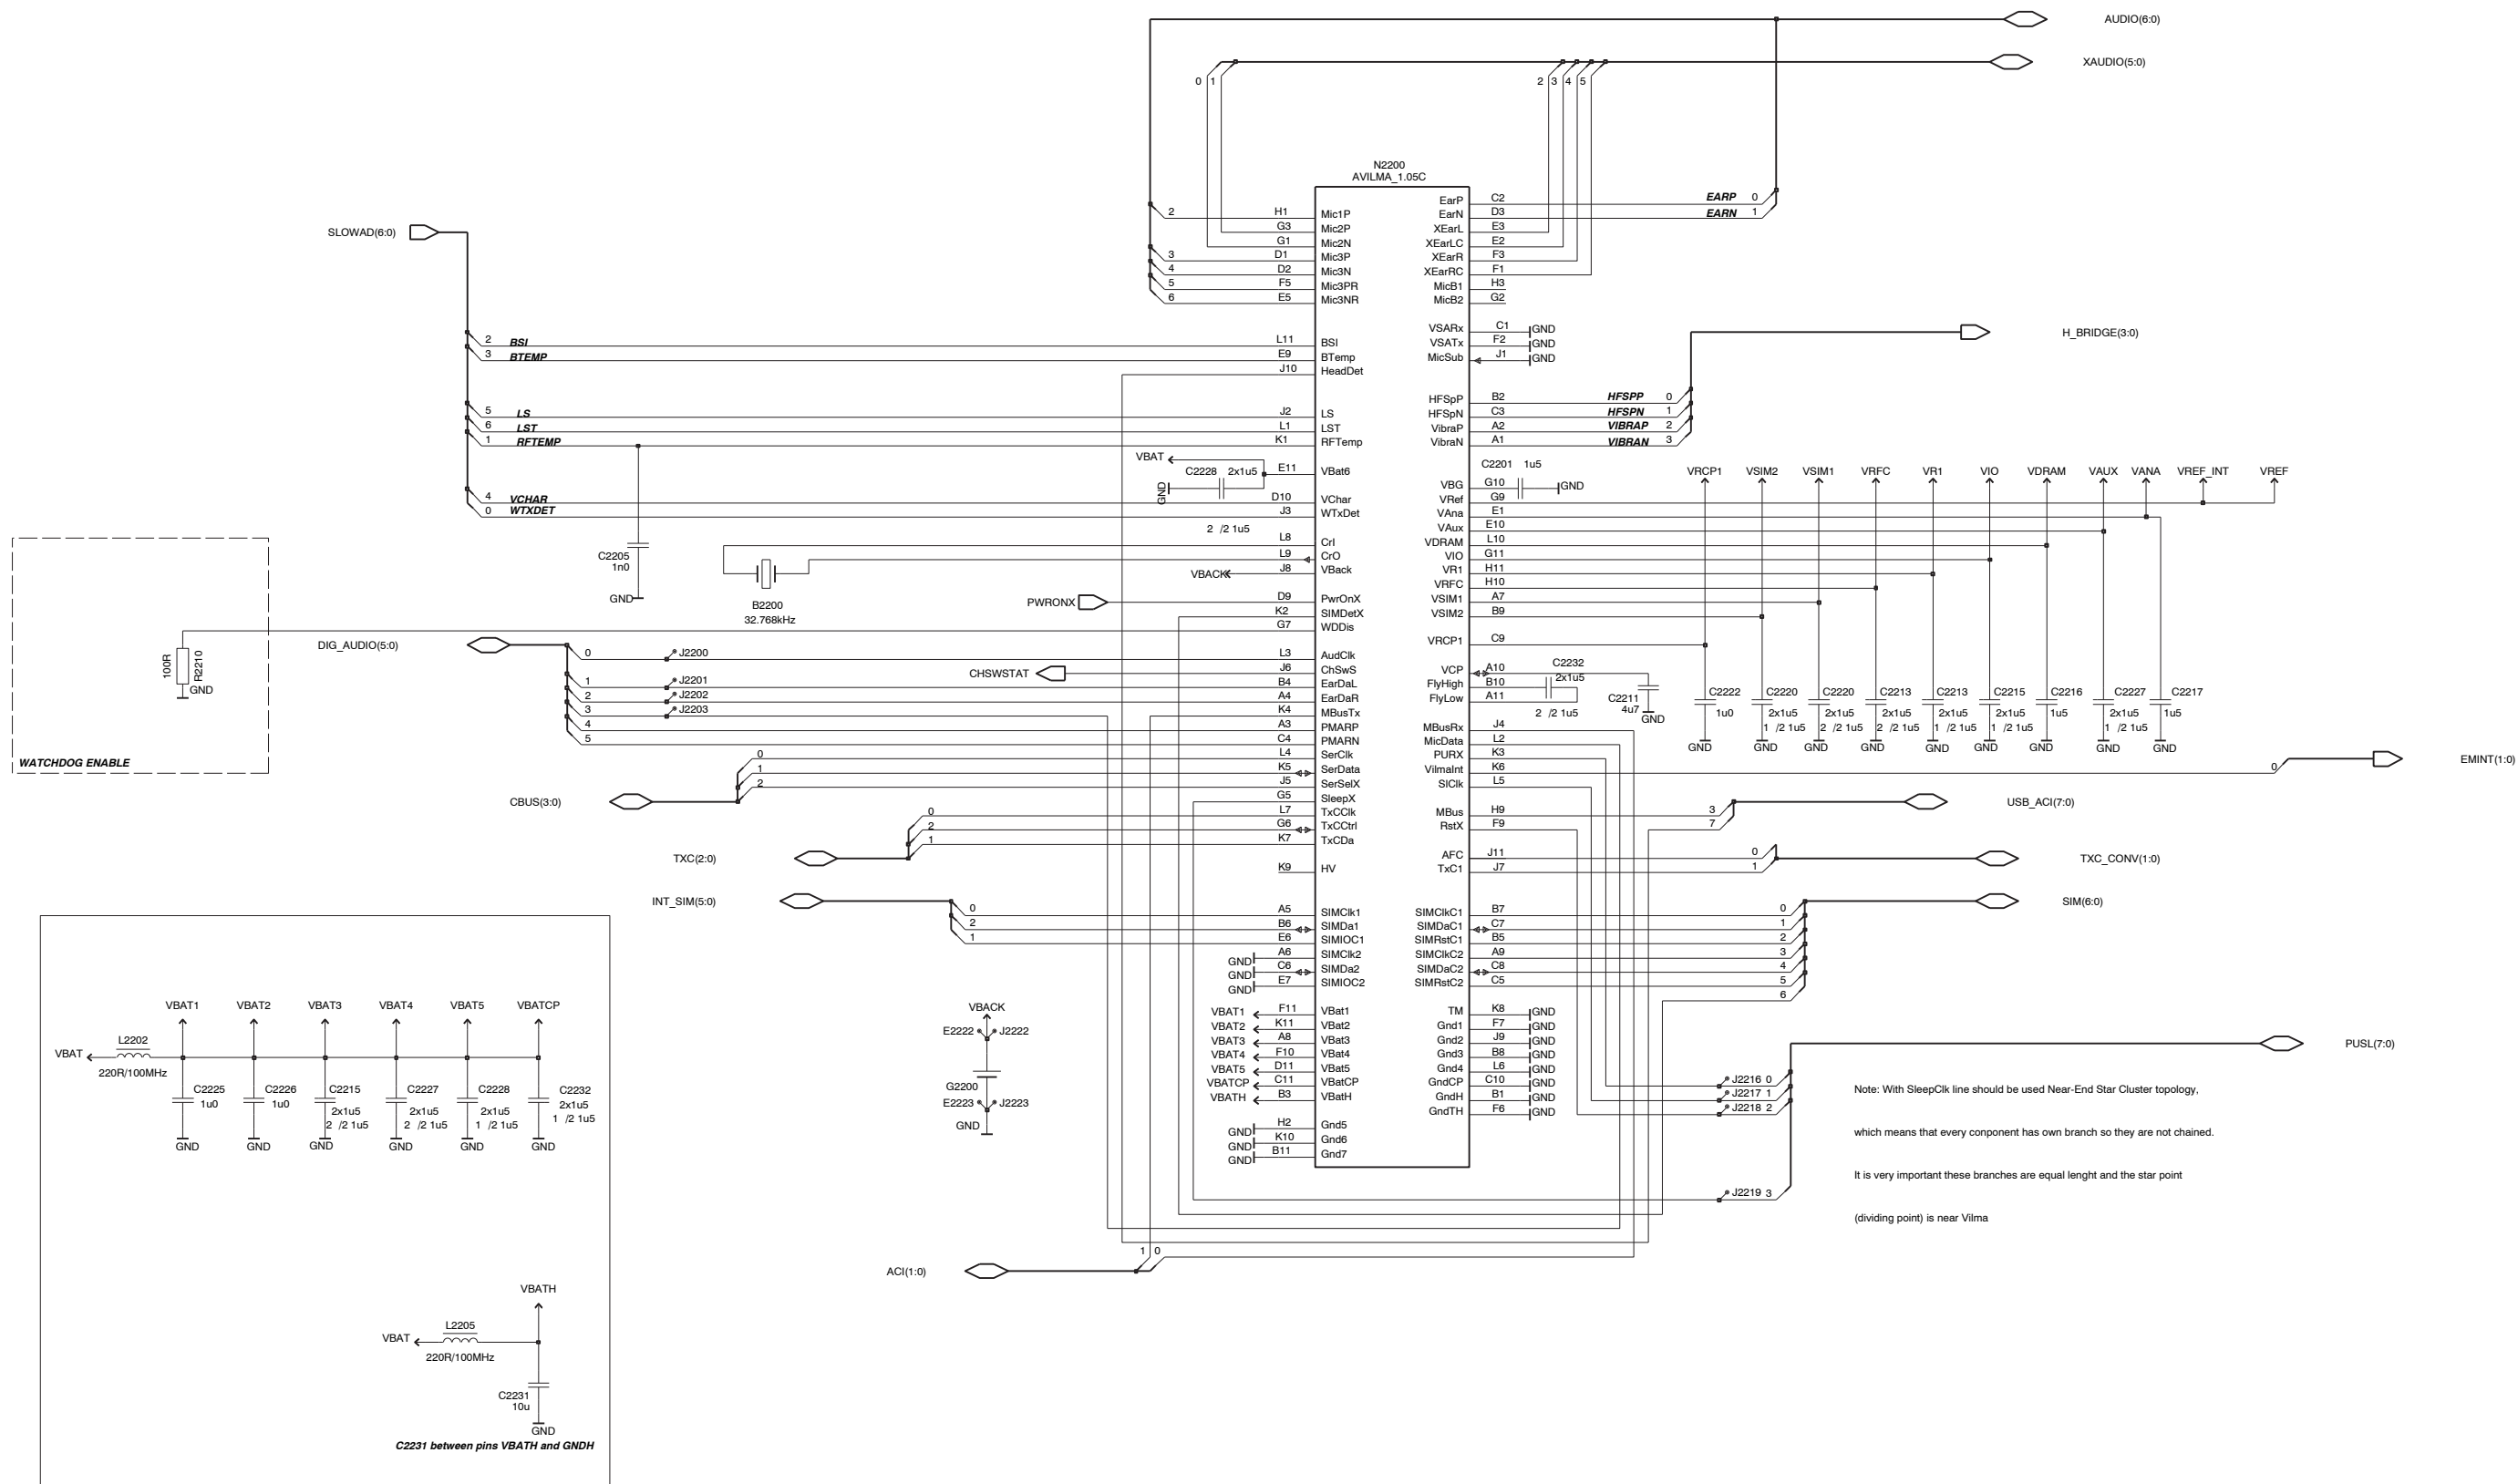 AUDIO(6:0)
XAUDIO(5:0)
0 1
2 3 4 5
N2200
AVILMA_1.05C
SLOWAD(6:0)
2 H1 Mic1P
G3 Mic2P
G1 Mic2N
3 D1 Mic3P
4 D2 Mic3N
5 F5 Mic3PR
6 E5 Mic3NR
2 BSI L11 BSI
3 BTEMP E9 BTemp
J10 HeadDet
5 LS J2 LS
6 LST L1 LST
1 RFTEMP K1 RFTemp
VBAT
C2228 2x1u5 E11 VBat6
GND
4 VCHAR D10 VChar
0 WTXDET J3 WTxDet
2 /2 1u5
L8 CrI
L9 CrO
VBACK J8 VBack
C2205
1n0
GND
B2200
32.768kHz
PWRONX D9 PwrOnX
K2 SIMDetX
G7 WDDis
100R
R2210
GND
WATCHDOG ENABLE
DIG_AUDIO(5:0)
0 J2200 L3 AudClk
CHSWSTAT J6 ChSwS
1 J2201 B4 EarDaL
2 J2202 A4 EarDaR
3 J2203 K4 MBusTx
4 A3 PMARP
5 C4 PMARN
CBUS(3:0)
0 L4 SerClk
1 K5 SerData
2 J5 SerSelX
G5 SleepX
TXC(2:0)
0 L7 TxCClk
2 G6 TxCCtrl
1 K7 TxCDa
K9 HV
INT_SIM(5:0)
0 A5 SIMClk1
2 B6 SIMDa1
1 E6 SIMIOC1
GND A6 SIMClk2
GND C6 SIMDa2
GND E7 SIMIOC2
VBAT1 F11 VBat1
VBAT2 K11 VBat2
VBAT3 A8 VBat3
VBAT4 F10 VBat4
VBAT5 D11 VBat5
VBATCP C11 VBatCP
VBATH B3 VBatH
GND H2 Gnd5
GND K10 Gnd6
GND B11 Gnd7
EarP C2 EARP 0
EarN D3 EARN 1
XEarL E3
XEarLC E2
XEarR F3
XEarRC F1
MicB1 H3
MicB2 G2
VSARx C1 GND
VSATx F2 GND
MicSub J1 GND
H_BRIDGE(3:0)
HFSpP B2 HFSPP 0
HFSpN C3 HFSPN 1
VibraP A2 VIBRAP 2
VibraN A1 VIBRAN 3
C2201 1u5
VBG G10 GND
VRef G9
VAna E1
VAux E10
VDRAM L10
VIO G11
VR1 H11
VRFC H10
VSIM1 A7
VSIM2 B9
VRCP1 C9
VRCP1 VSIM2 VSIM1 VRFC VR1 VIO VDRAM VAUX VANA VREF_INT VREF
VCP A10 C2232
FlyHigh B10 2x1u5
FlyLow A11 2 /2 1u5
C2211
4u7
GND
C2222 C2220 C2220 C2213 C2213 C2215 C2216 C2227 C2217
1u0 2x1u5 2x1u5 2x1u5 2x1u5 2x1u5 1u5 2x1u5 1u5
1 /2 1u5 2 /2 1u5 2 /2 1u5 1 /2 1u5 1 /2 1u5 1 /2 1u5
GND GND GND GND GND GND GND GND GND
MBusRx J4
MicData L2
PURX K3
VilmaInt K6 0 EMINT(1:0)
SlClk L5
MBus H9 3 USB_ACI(7:0)
RstX F9 7
AFC J11 0 TXC_CONV(1:0)
TxC1 J7 1
SIM(6:0)
SIMClkC1 B7 0
SIMDaC1 C7 1
SIMRstC1 B5 2
SIMClkC2 A9 3
SIMDaC2 C8 4
SIMRstC2 C5 5
6
TM K8 GND
Gnd1 F7 GND
Gnd2 J9 GND
Gnd3 B8 GND
Gnd4 L6 GND
GndCP C10 GND
GndH B1 GND
GndTH F6 GND
PUSL(7:0)
J2216 0
J2217 1
J2218 2
J2219 3
Note: With SleepClk line should be used Near-End Star Cluster topology,
which means that every conponent has own branch so they are not chained.
It is very important these branches are equal lenght and the star point
(dividing point) is near Vilma
VBACK
E2222 J2222
G2200
E2223 J2223
GND
1 0
ACI(1:0)
VBAT1 VBAT2 VBAT3 VBAT4 VBAT5 VBATCP
L2202
VBAT
220R/100MHz
C2225 C2226 C2215 C2227 C2228 C2232
1u0 1u0 2x1u5 2x1u5 2x1u5 2x1u5
2 /2 1u5 2 /2 1u5 1 /2 1u5 1 /2 1u5
GND GND GND GND GND GND
VBATH
L2205
VBAT
220R/100MHz
C2231
10u
GND
C2231 between pins VBATH and GNDH